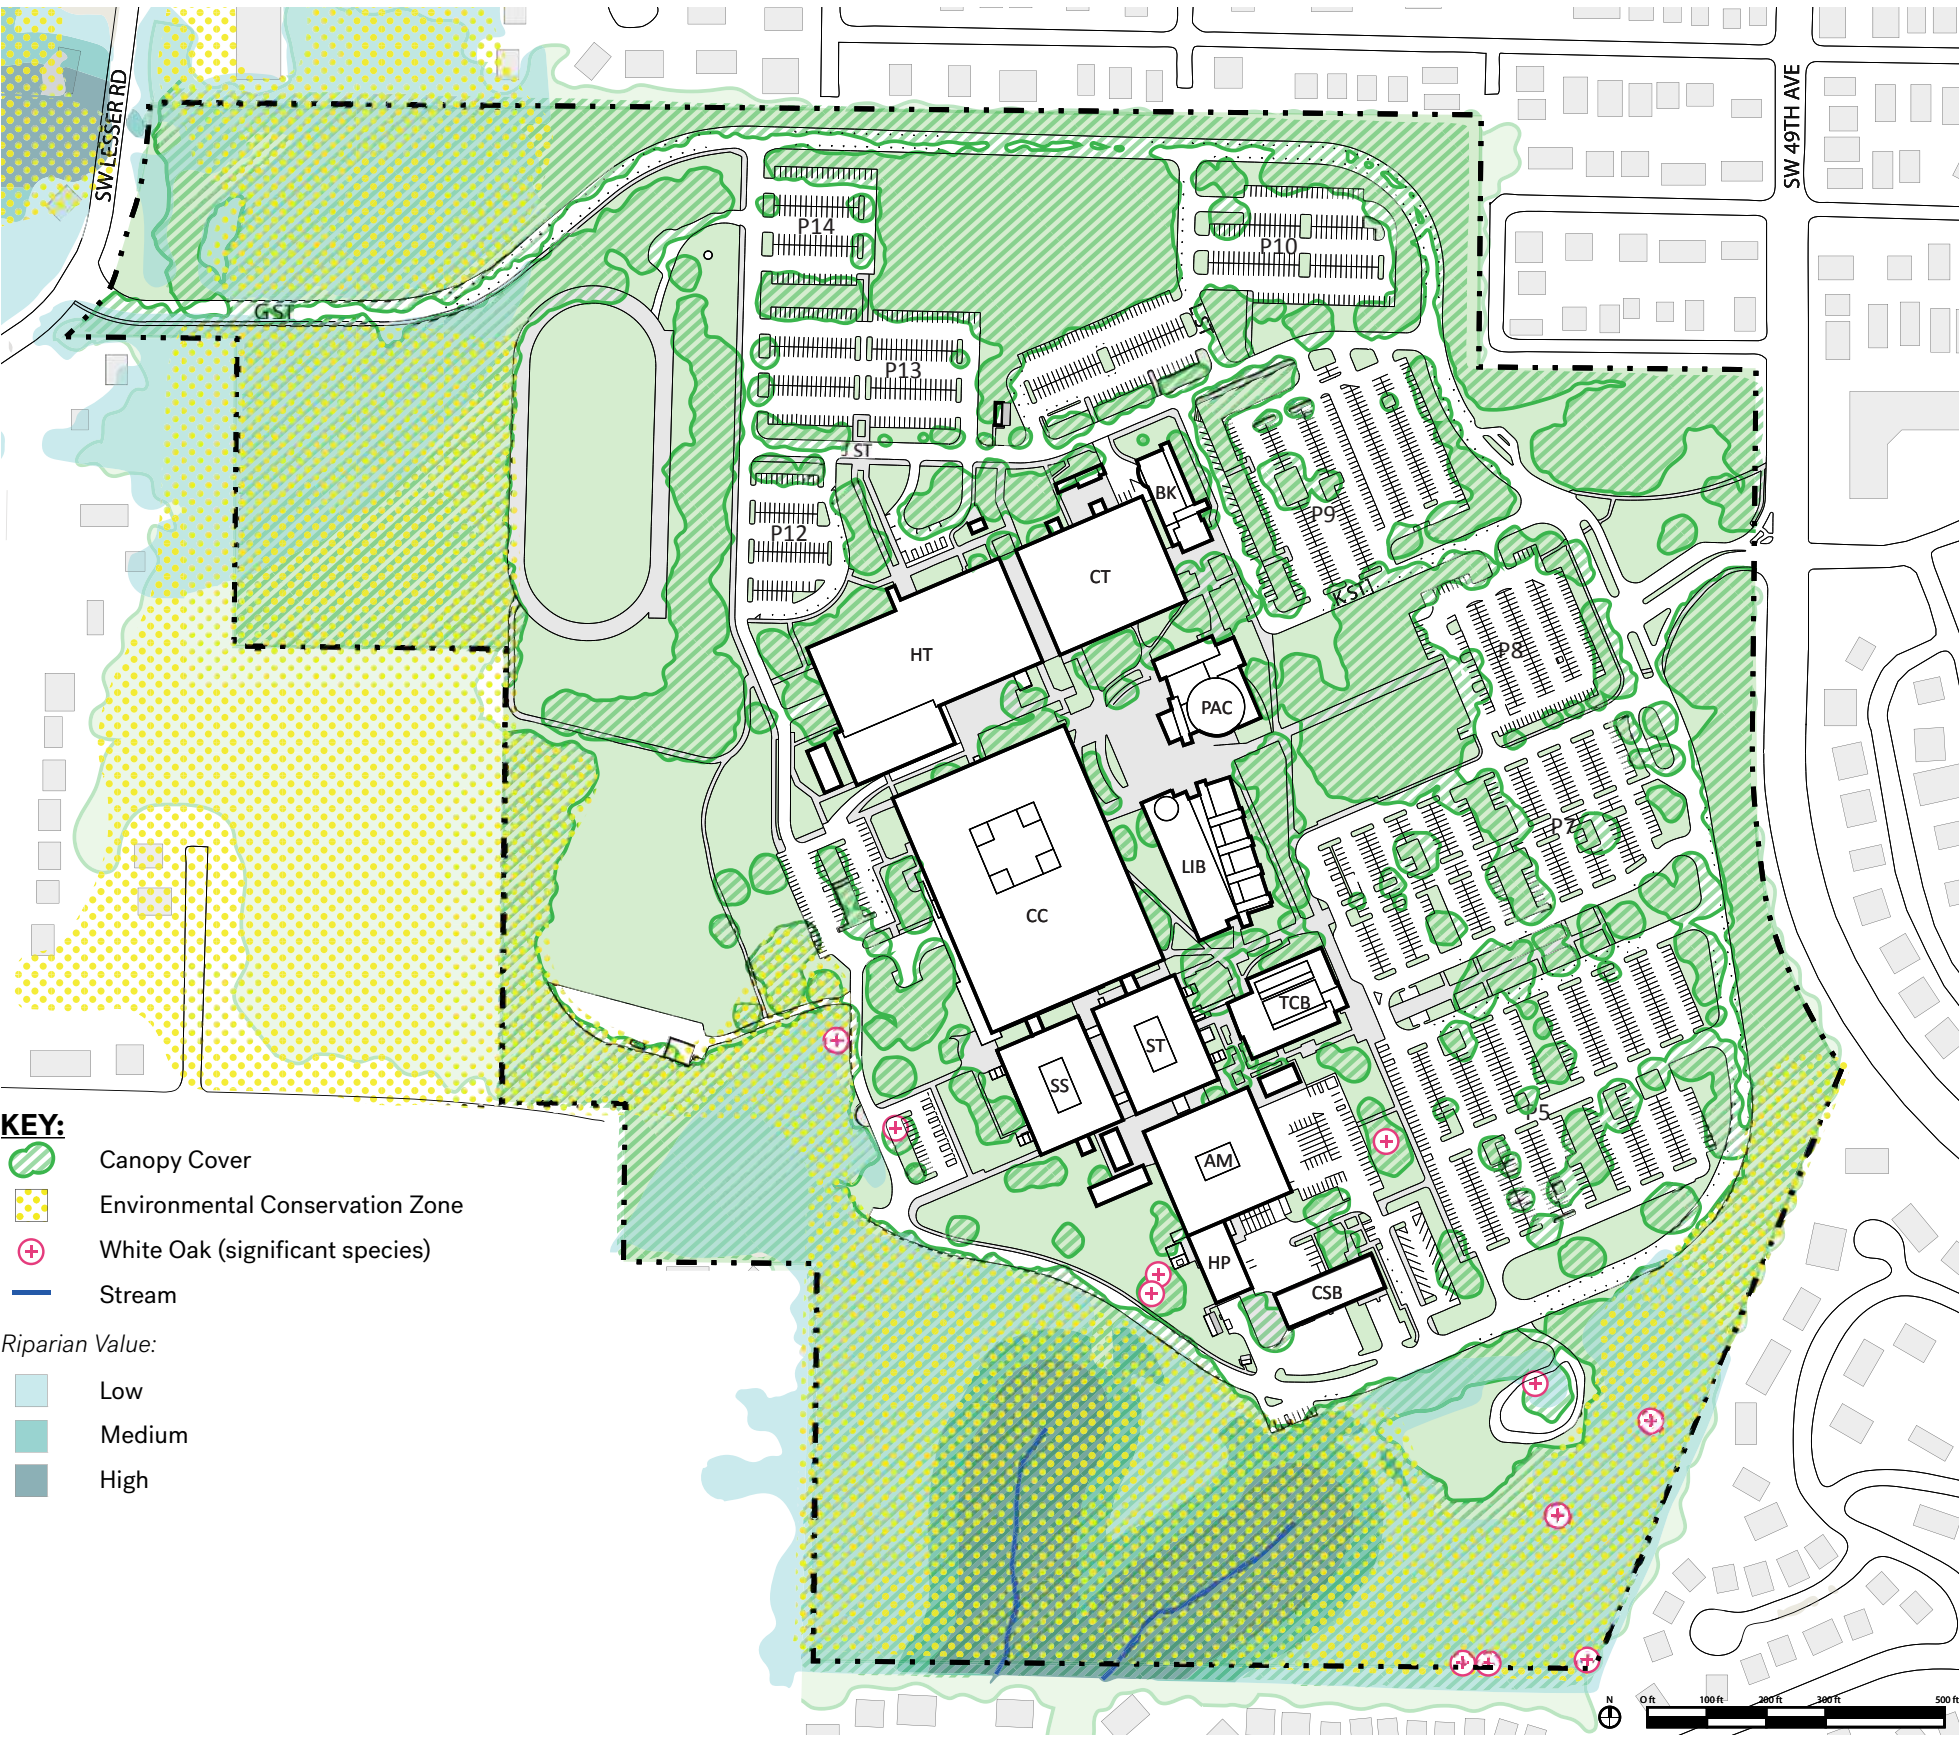 SW LESSER RD
SW 49TH AVE
P14
P10
G ST
P13
J ST
BK
P9
P12
CT
K ST
HT
P8
PAC
P7
LIB
CC
TCB
ST
SS
P5
AM
HP
CSB
KEY:
Canopy Cover
Environmental Conservation Zone
White Oak (significant species)
Stream
Riparian Value:
Low
Medium
High
N
0 ft 100 ft 200 ft 300 ft 500 ft